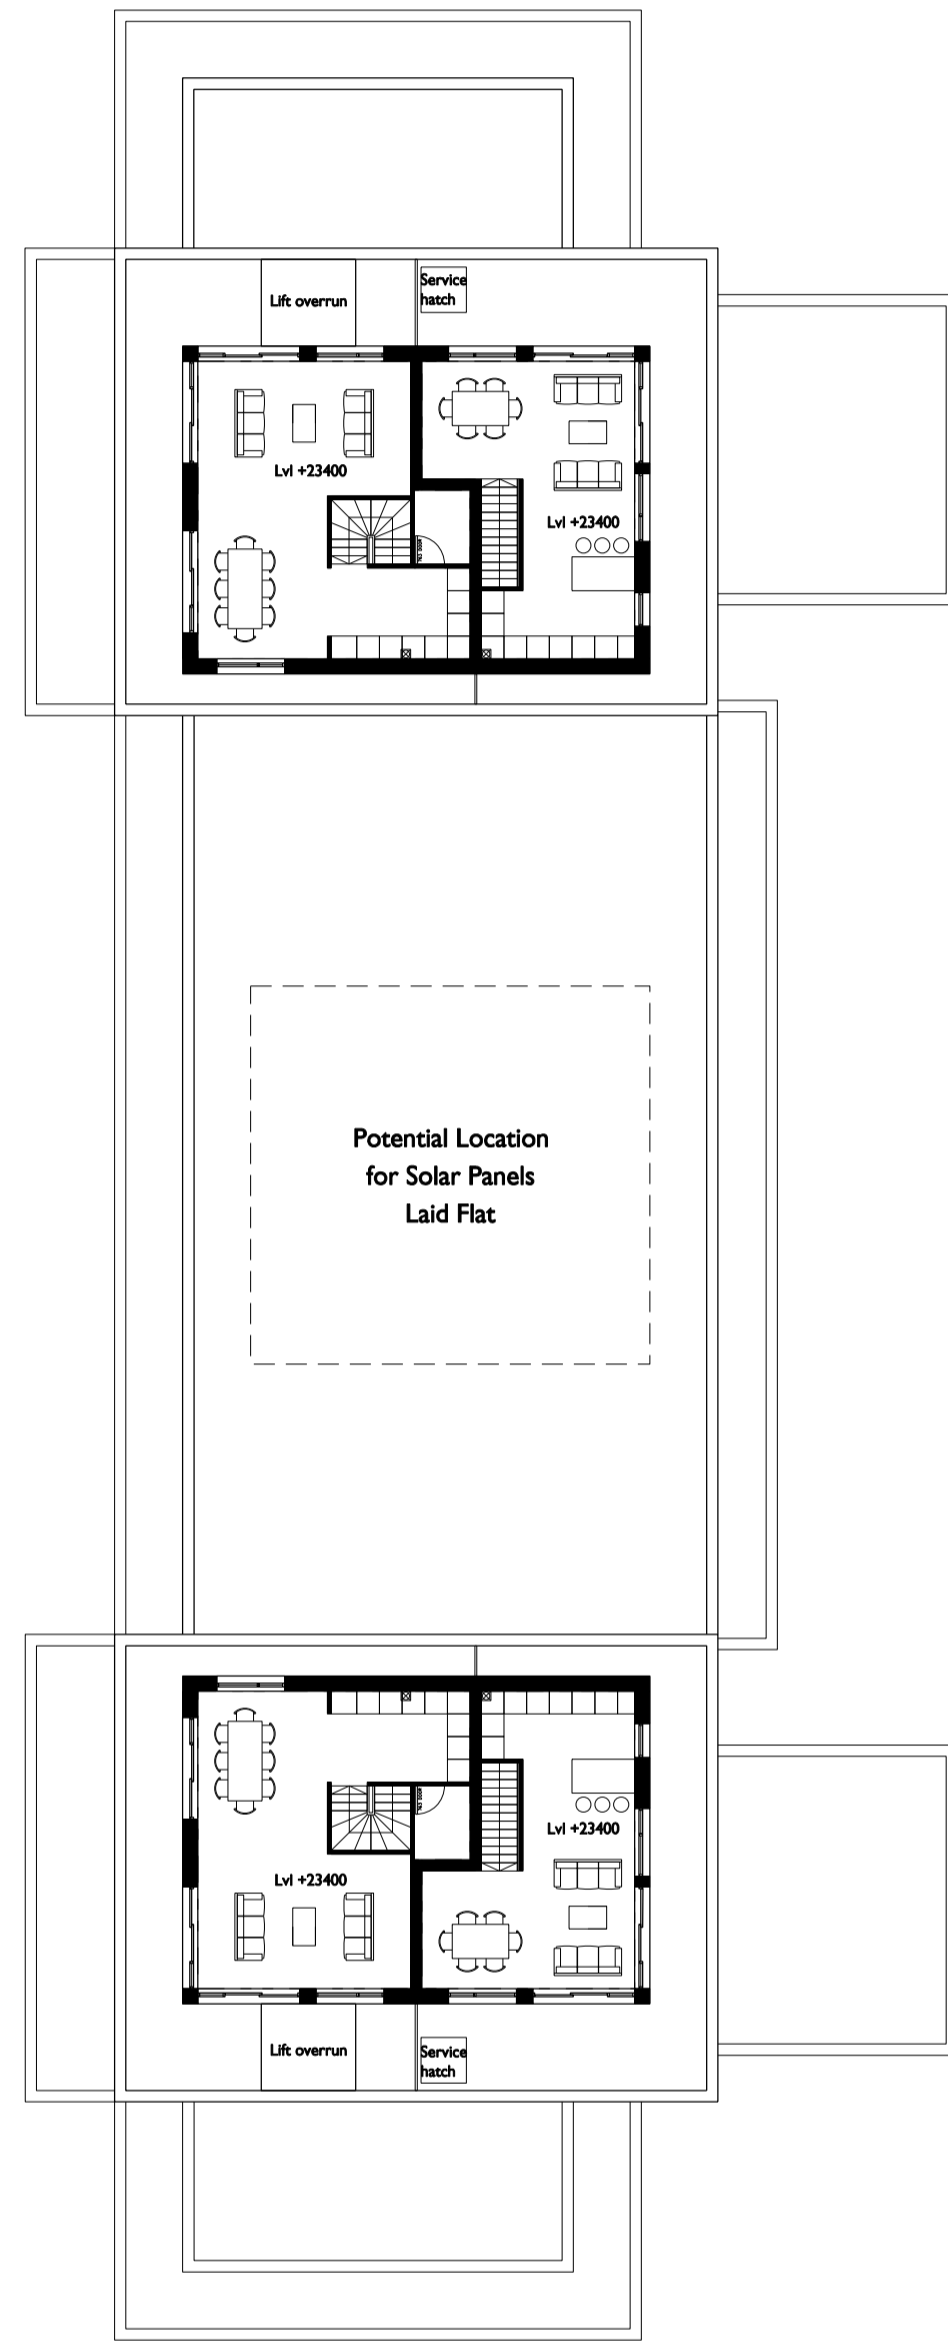 Lift overrun
Service
hatch
Lvl +23400
Lvl +23400
Potential Location
for Solar Panels
Laid Flat
Lvl +23400
Lvl +23400
Lift overrun
Service
hatch